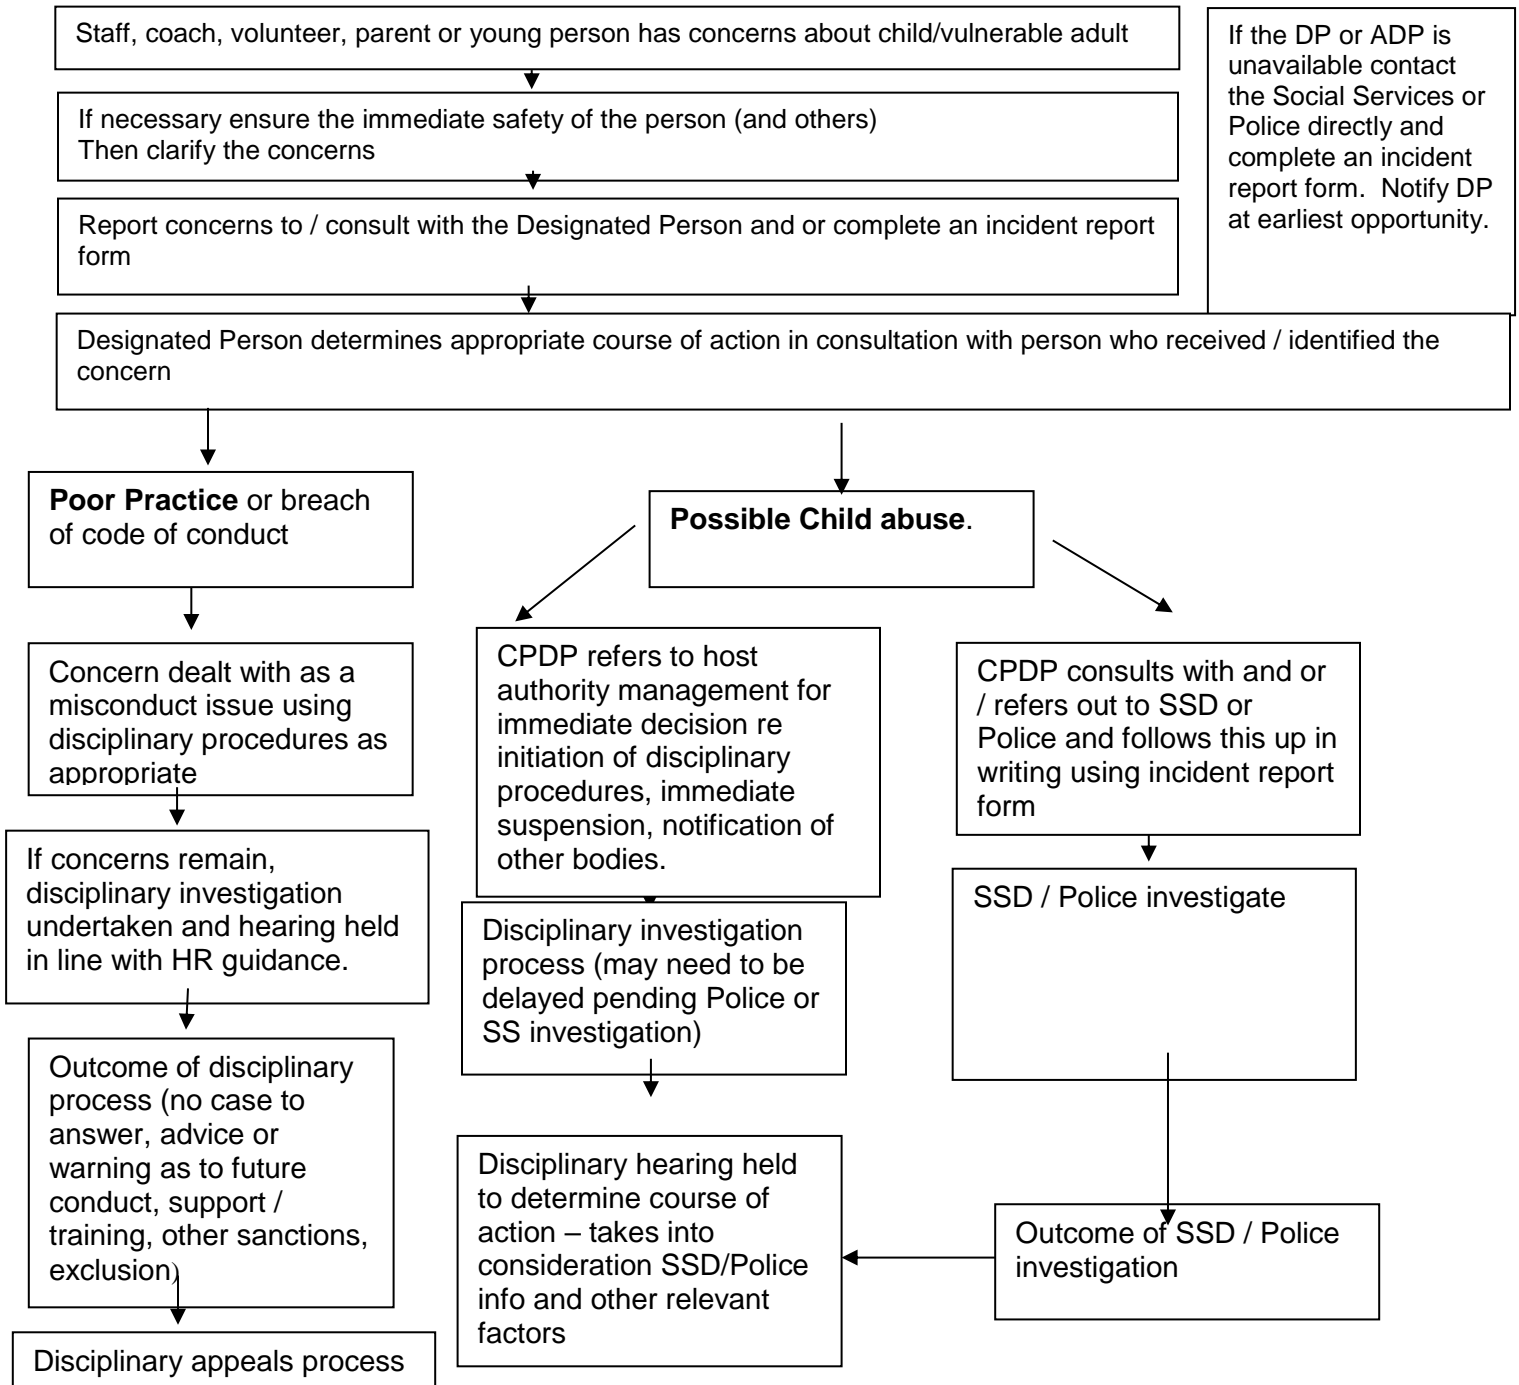 Staff, coach, volunteer, parent or young person has concerns about child/vulnerable adult
If the DP or ADP is
unavailable contact
the Social Services or
Police directly and
complete an incident
report form.  Notify DP
at earliest opportunity.
If necessary ensure the immediate safety of the person (and others)
Then clarify the concerns
Report concerns to / consult with the Designated Person and or complete an incident report
form
Designated Person determines appropriate course of action in consultation with person who received / identified the
concern
Poor Practice or breach
of code of conduct
Possible Child abuse.
Concern dealt with as a
misconduct issue using
disciplinary procedures as
appropriate
If concerns remain,
disciplinary investigation
undertaken and hearing held
in line with HR guidance.
Outcome of disciplinary
process (no case to
answer, advice or
warning as to future
conduct, support /
training, other sanctions,
exclusion)
Disciplinary appeals process
CPDP refers to host
authority management for
immediate decision re
initiation of disciplinary
procedures, immediate
suspension, notification of
other bodies.
Disciplinary investigation
process (may need to be
delayed pending Police or
SS investigation)
Disciplinary hearing held
to determine course of
action – takes into
consideration SSD/Police
info and other relevant
factors
CPDP consults with and or
/ refers out to SSD or
Police and follows this up in
writing using incident report
form
SSD / Police investigate
Outcome of SSD / Police
investigation